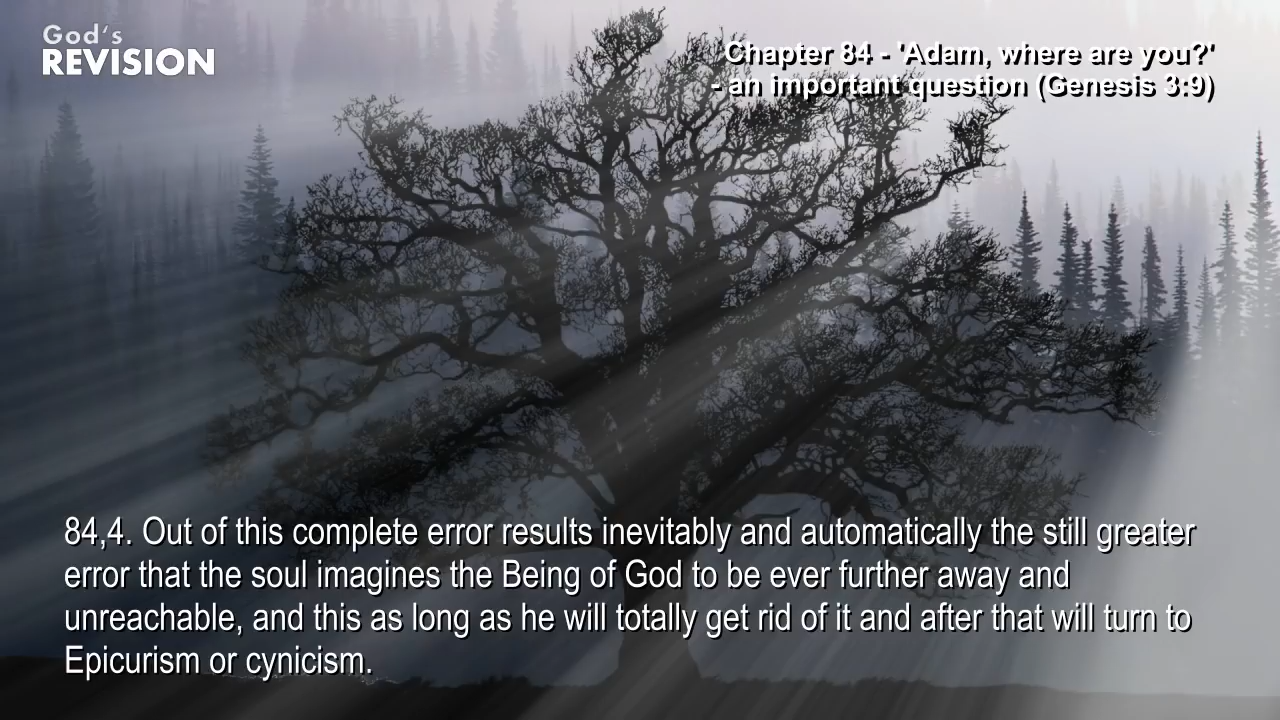 God's
REVISION
Chapter 84 - 'Adam, where are you?'
- an important question (Genesis 3:9)
84,4. Out of this complete error results inevitably and automatically the still greater
error that the soul imagines the Being of God to be ever further away and
unreachable, and this as long as he will totally get rid of it and after that will turn to
Epicurism or cynicism.